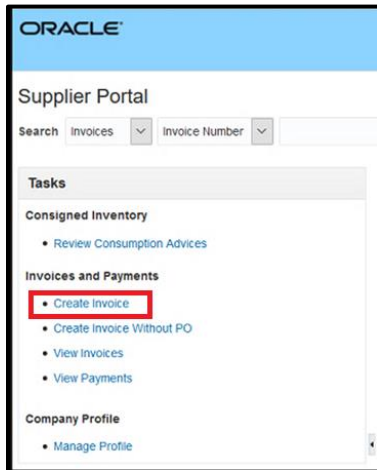 ORACLE
Supplier Portal
Search Invoices Invoice Number
Tasks
Consigned Inventory
• Review Consumption Advices
Invoices and Payments
• Create Invoice
• Create Invoice Without PO
• View Invoices
• View Payments
Company Profile
• Manage Profile